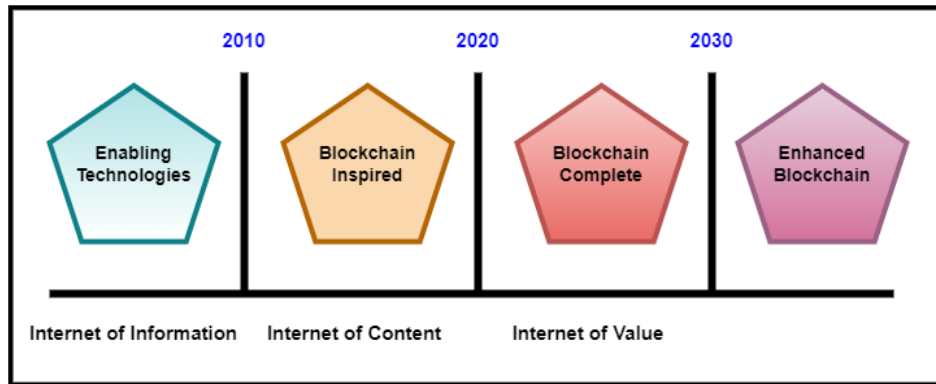 2010
2020
2030
Enabling
Technologies
Blockchain
Inspired
Blockchain
Complete
Enhanced
Blockchain
Internet of Information
Internet of Content
Internet of Value